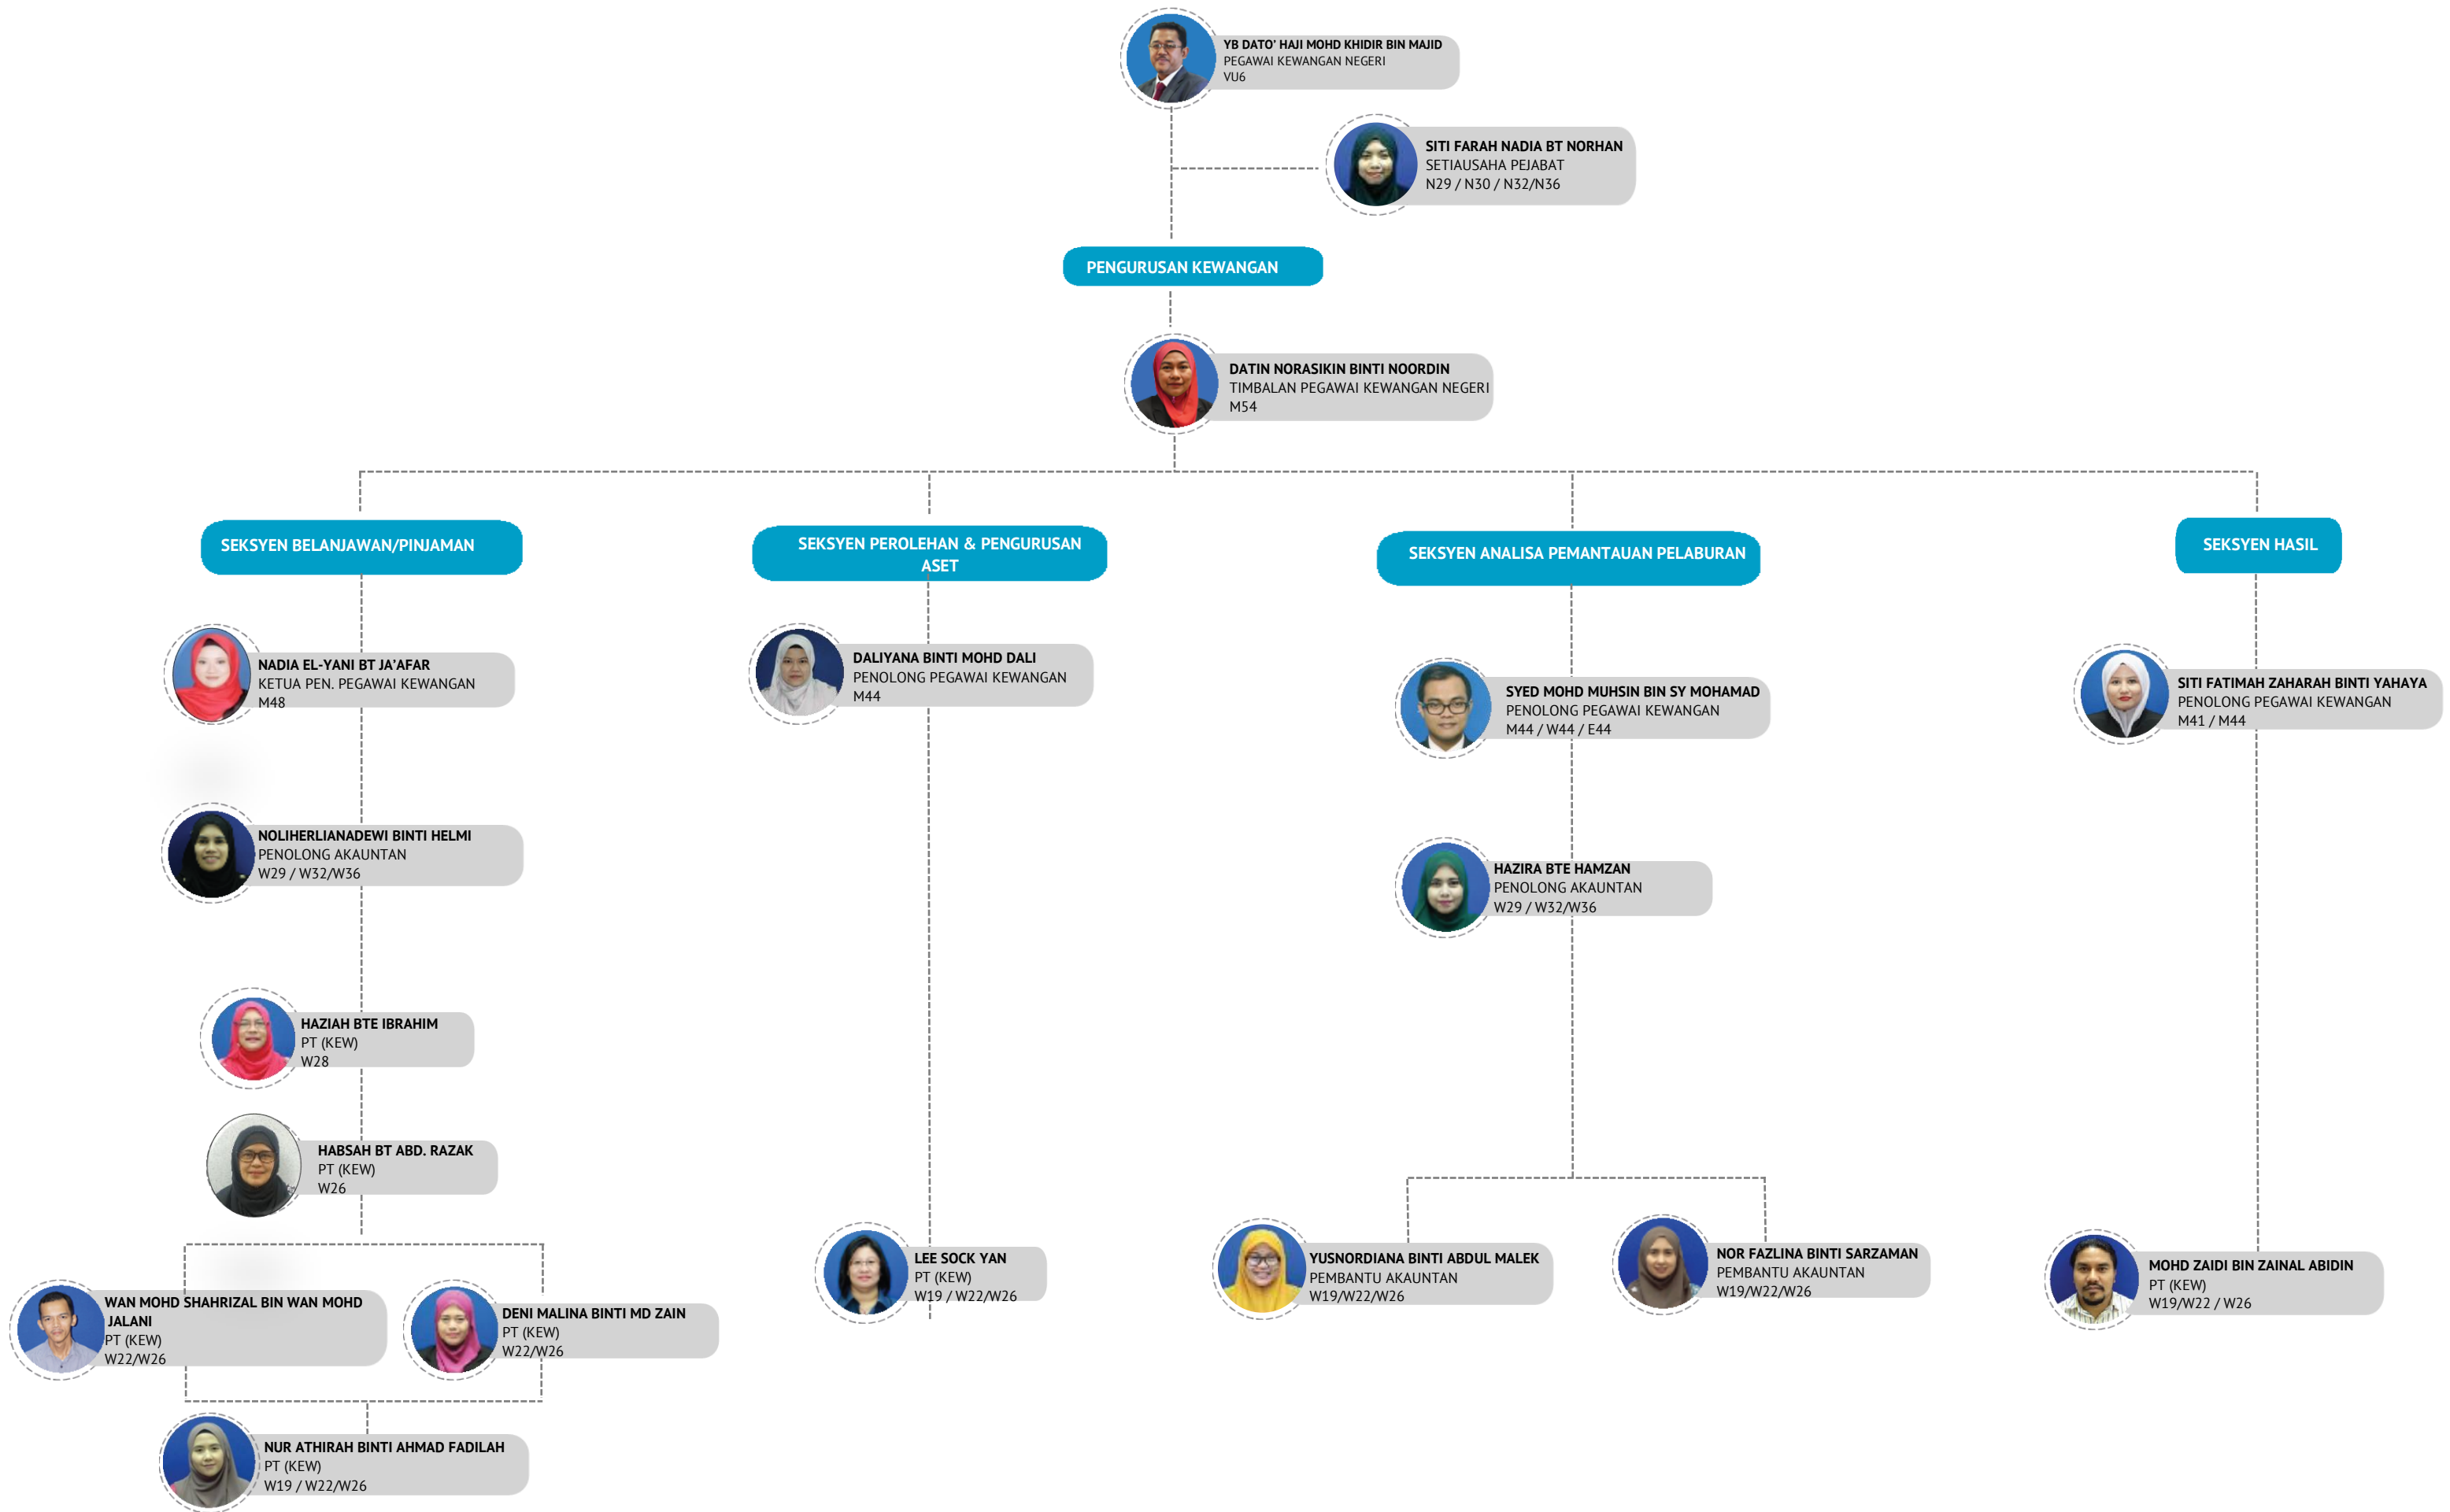 YB DATO' HAJI MOHD KHIDIR BIN MAJID
PEGAWAI KEWANGAN NEGERI
VU6
SITI FARAH NADIA BT NORHAN
SETIAUSAHA PEJABAT
N29 / N30 / N32/N36
PENGURUSAN KEWANGAN
DATIN NORASIKIN BINTI NOORDIN
TIMBALAN PEGAWAI KEWANGAN NEGERI
M54
SEKSYEN BELANJAWAN/PINJAMAN
NADIA EL-YANI BT JA'AFAR
KETUA PEN. PEGAWAI KEWANGAN
M48
NOLIHERLIANADEWI BINTI HELMI
PENOLONG AKAUNTAN
W29 / W32/W36
HAZIAH BTE IBRAHIM
PT (KEW)
W28
HABSAH BT ABD. RAZAK
PT (KEW)
W26
WAN MOHD SHAHRIZAL BIN WAN MOHD
JALANI
PT (KEW)
W22/W26
DENI MALINA BINTI MD ZAIN
PT (KEW)
W22/W26
NUR ATHIRAH BINTI AHMAD FADILAH
PT (KEW)
W19 / W22/W26
SEKSYEN PEROLEHAN & PENGURUSAN
ASET
DALIYANA BINTI MOHD DALI
PENOLONG PEGAWAI KEWANGAN
M44
LEE SOCK YAN
PT (KEW)
W19 / W22/W26
SEKSYEN ANALISA PEMANTAUAN PELABURAN
SYED MOHD MUHSIN BIN SY MOHAMAD
PENOLONG PEGAWAI KEWANGAN
M44 / W44 / E44
HAZIRA BTE HAMZAN
PENOLONG AKAUNTAN
W29 / W32/W36
YUSNORDIANA BINTI ABDUL MALEK
PEMBANTU AKAUNTAN
W19/W22/W26
NOR FAZLINA BINTI SARZAMAN
PEMBANTU AKAUNTAN
W19/W22/W26
SEKSYEN HASIL
SITI FATIMAH ZAHARAH BINTI YAHAYA
PENOLONG PEGAWAI KEWANGAN
M41 / M44
MOHD ZAIDI BIN ZAINAL ABIDIN
PT (KEW)
W19/W22 / W26